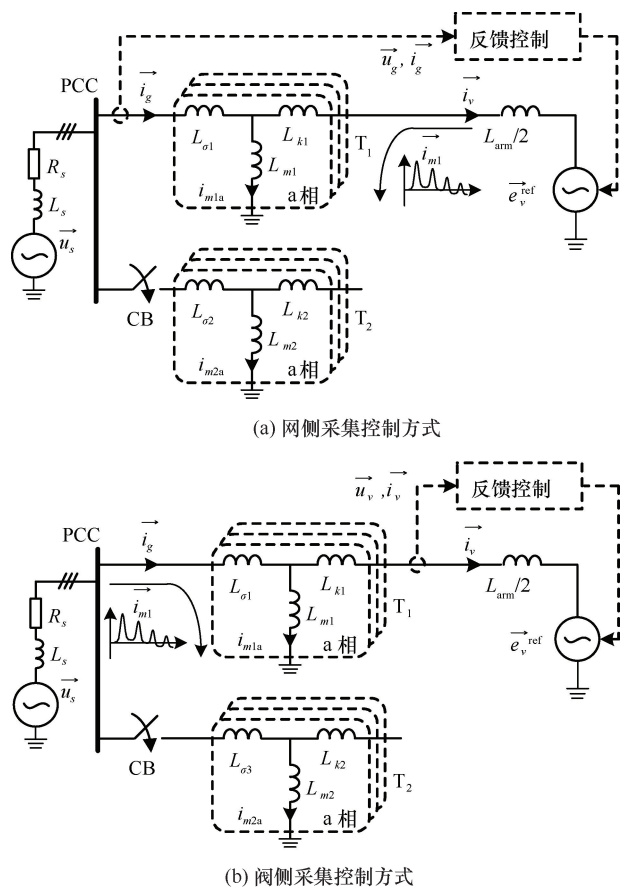 反馈控制
u_g, i_g
PCC
i_g
i_v
L_σ1
L_k1
L_arm/2
R_s
L_m1
T_1
i_m1
L_s
i_m1a
a相
e_v^ref
u_s
CB
L_σ2
L_k2
T_2
L_m2
i_m2a
a相
(a) 网侧采集控制方式
反馈控制
u_v, i_v
PCC
i_g
i_v
L_σ1
L_k1
L_arm/2
R_s
i_m1
L_m1
T_1
L_s
i_m1a
a相
e_v^ref
u_s
CB
L_σ3
L_k2
T_2
L_m2
i_m2a
a相
(b) 阀侧采集控制方式